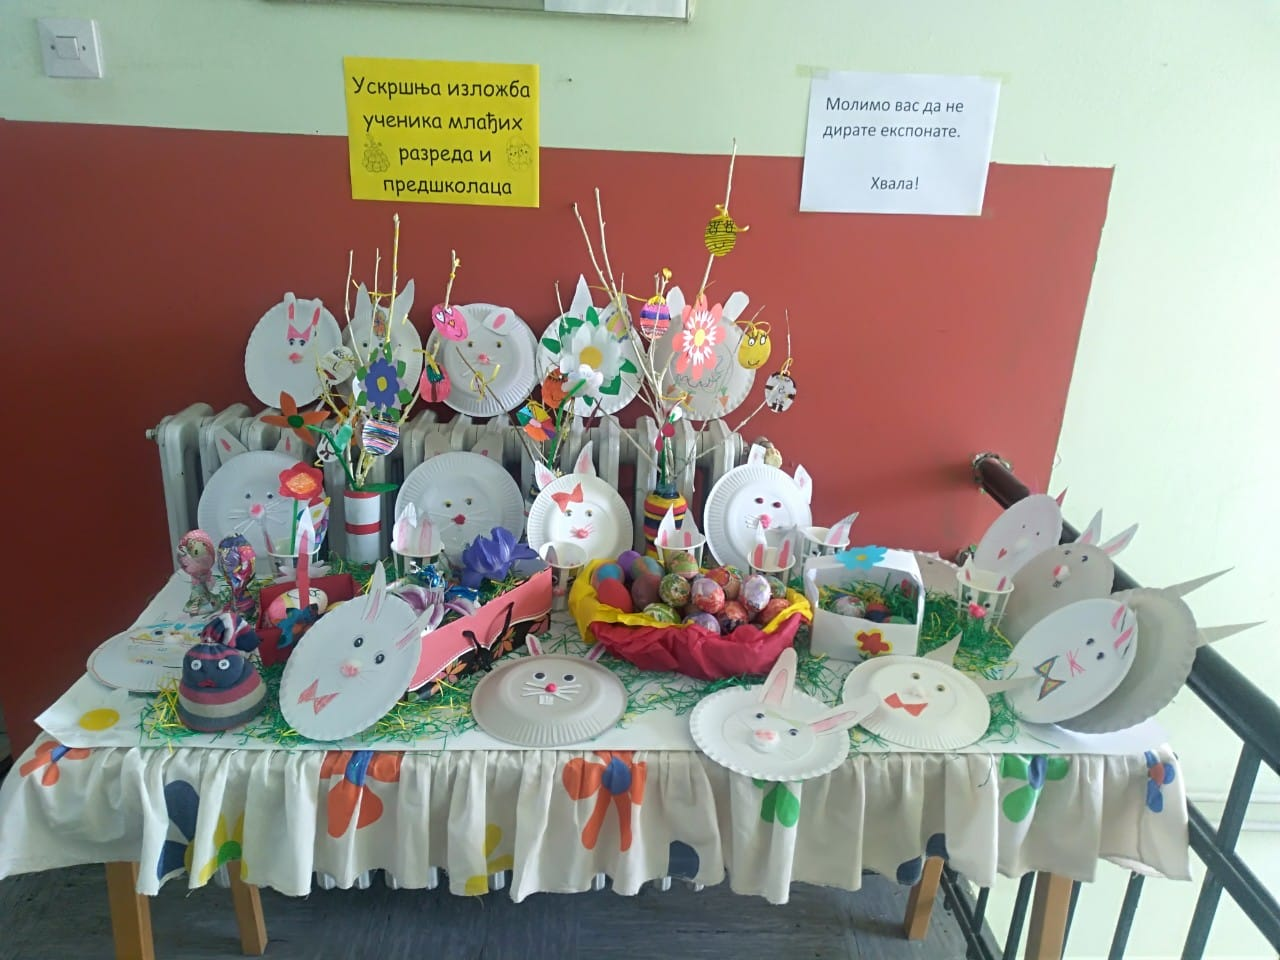 Ускршња изложба
ученика млађих
разреда и
предшколаца
Молимо вас да не
дирате експонате.
Хвала!